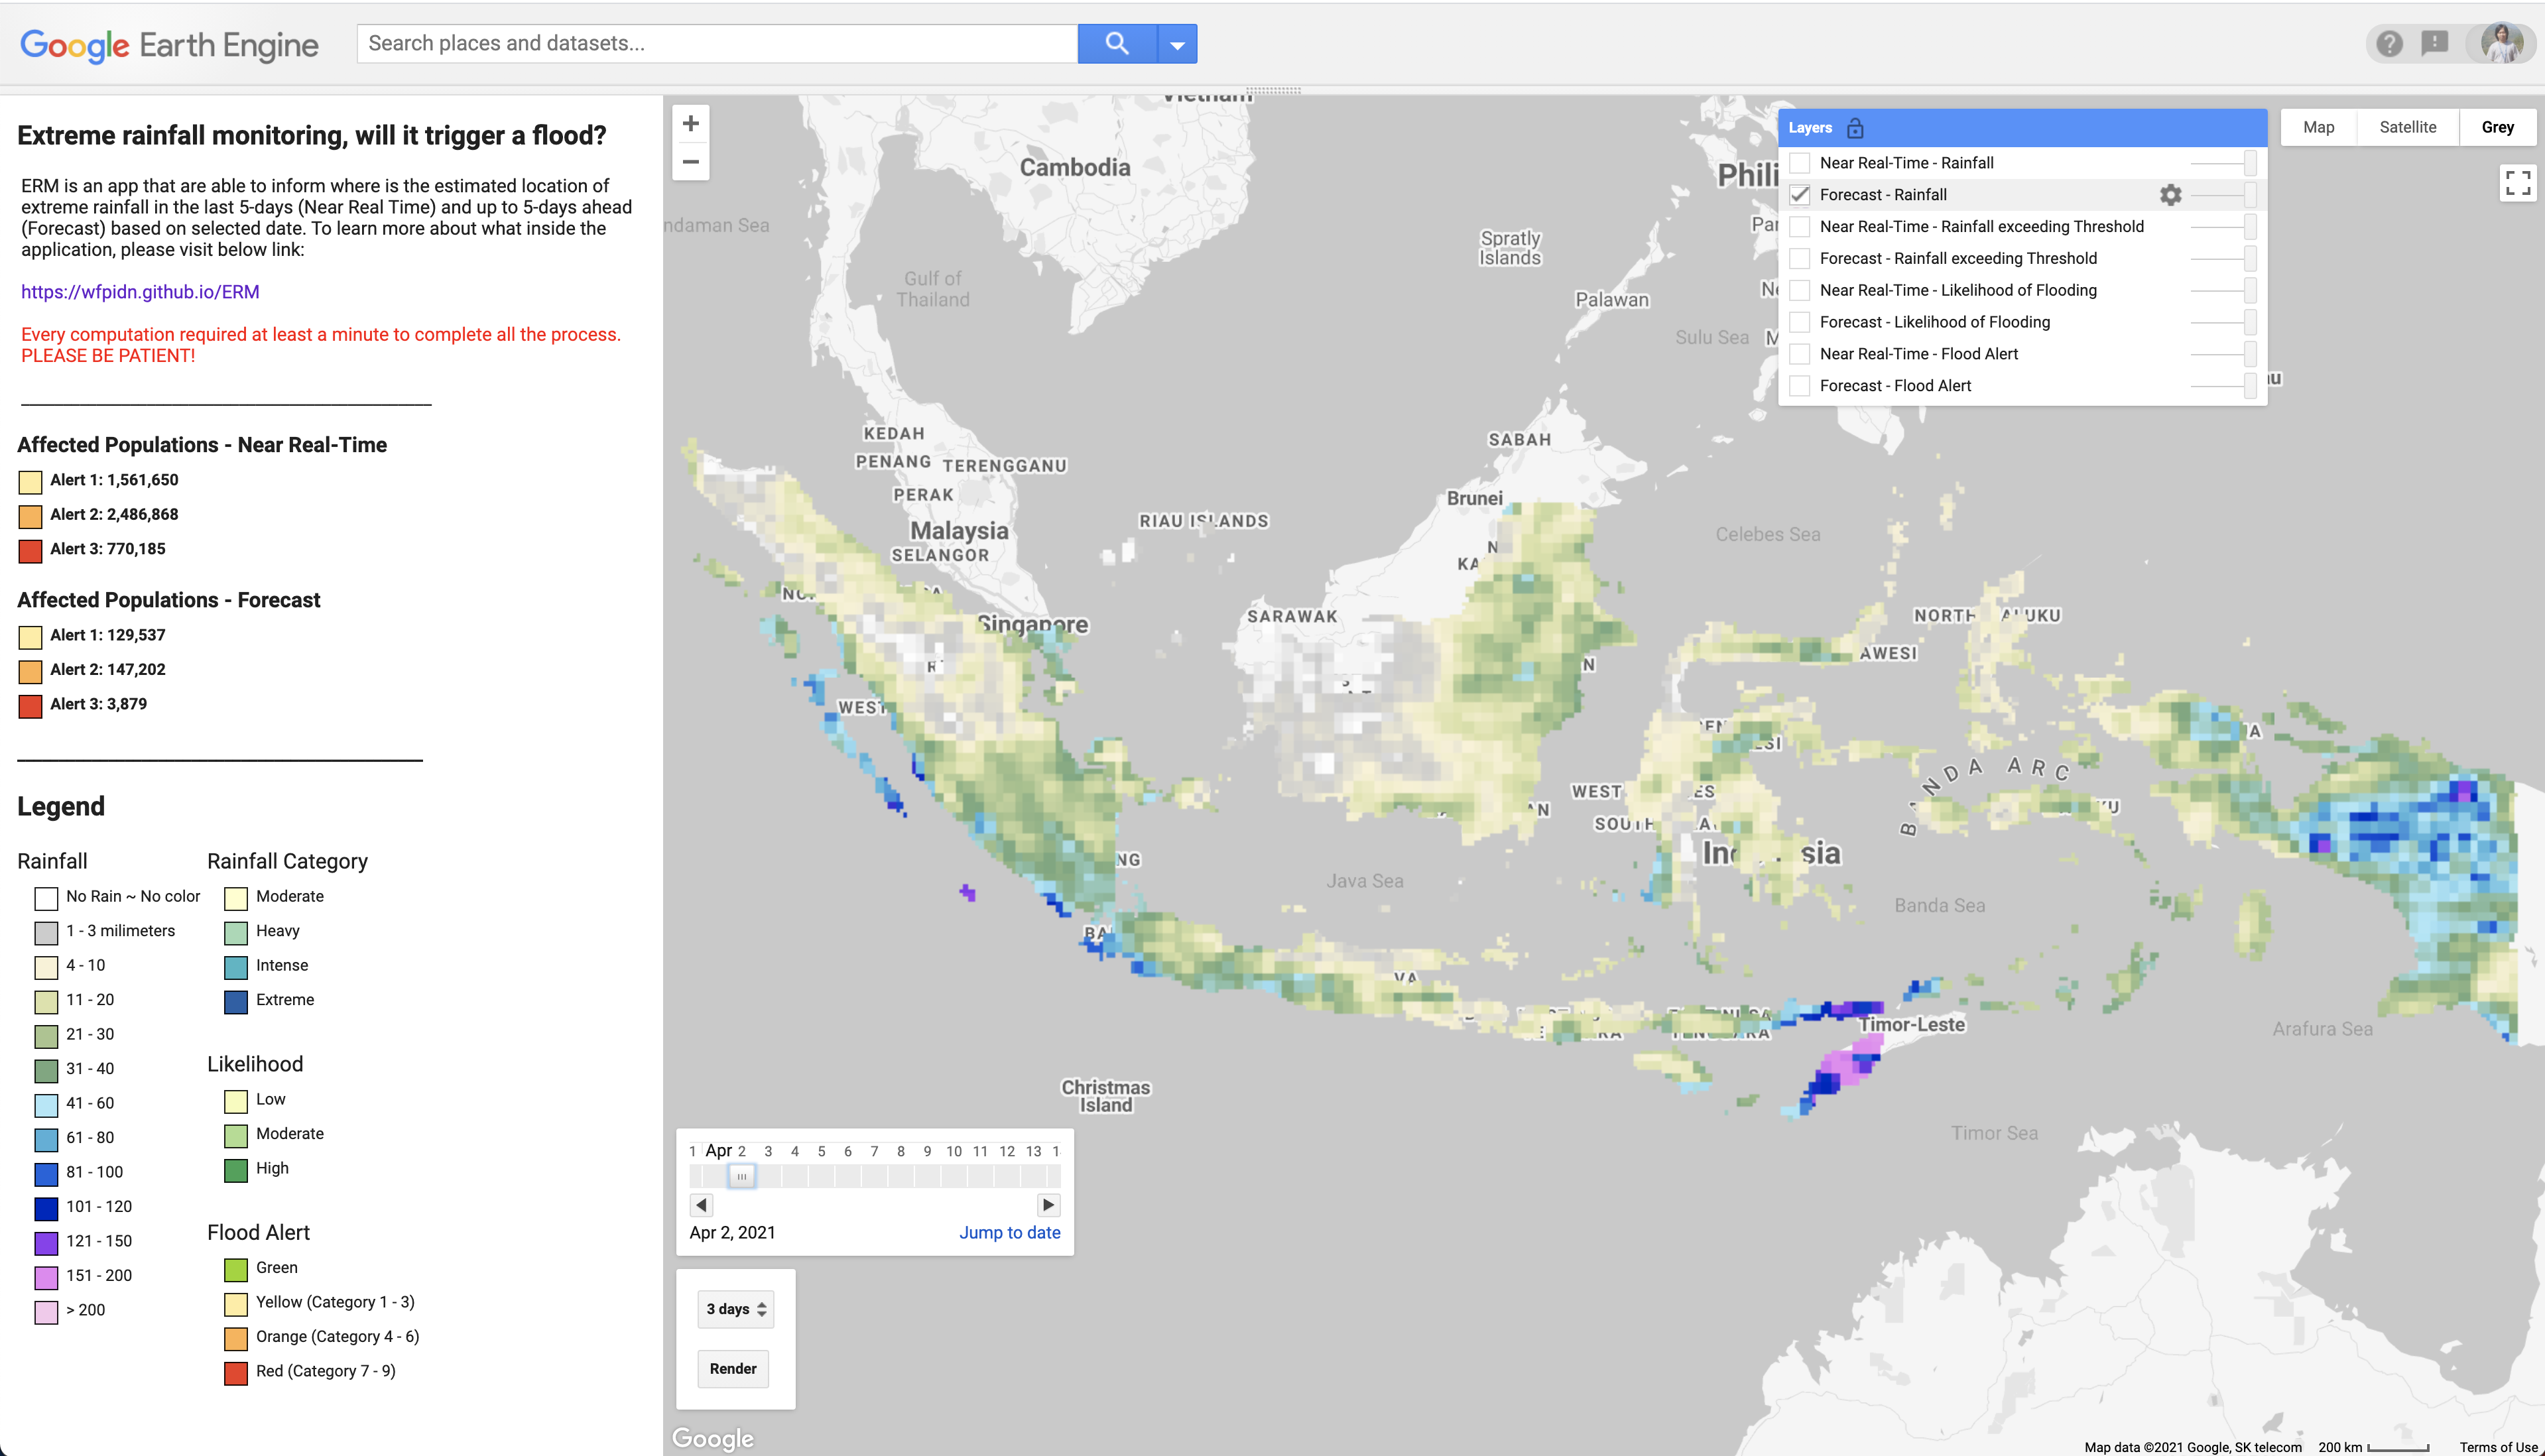 Google Earth Engine
Search places and datasets...
Extreme rainfall monitoring, will it trigger a flood?
ERM is an app that are able to inform where is the estimated location of
extreme rainfall in the last 5-days (Near Real Time) and up to 5-days ahead
(Forecast) based on selected date. To learn more about what inside the
application, please visit below link:
https://wfpidn.github.io/ERM
Every computation required at least a minute to complete all the process.
PLEASE BE PATIENT!
Affected Populations - Near Real-Time
Alert 1: 1,561,650
Alert 2: 2,486,868
Alert 3: 770,185
Affected Populations - Forecast
Alert 1: 129,537
Alert 2: 147,202
Alert 3: 3,879
Legend
Rainfall
No Rain ~ No color
1 - 3 milimeters
4 - 10
11 - 20
21 - 30
31 - 40
41 - 60
61 - 80
81 - 100
101 - 120
121 - 150
151 - 200
> 200
Rainfall Category
Moderate
Heavy
Intense
Extreme
Likelihood
Low
Moderate
High
Flood Alert
Green
Yellow (Category 1 - 3)
Orange (Category 4 - 6)
Red (Category 7 - 9)
+
−
Layers
Near Real-Time - Rainfall
Forecast - Rainfall
Near Real-Time - Rainfall exceeding Threshold
Forecast - Rainfall exceeding Threshold
Near Real-Time - Likelihood of Flooding
Forecast - Likelihood of Flooding
Near Real-Time - Flood Alert
Forecast - Flood Alert
Map
Satellite
Grey
Vietnam
Cambodia
Phili
ndaman Sea
Gulf of
Thailand
Spratly
Islands
Palawan
Sulu Sea
KEDAH
PENANG
TERENGGANU
PERAK
Malaysia
SELANGOR
RIAU ISLANDS
SABAH
Brunei
Celebes Sea
Singapore
SARAWAK
NORTH
UKU
AWESI
WEST
BANDA ARC
WEST
SOUTH
Java Sea
Banda Sea
Timor-Leste
Arafura Sea
Christmas
Island
Timor Sea
1 Apr 2 3 4 5 6 7 8 9 10 11 12 13 1
Apr 2, 2021
Jump to date
3 days
Render
Google
Map data ©2021 Google, SK telecom
200 km
Terms of Use